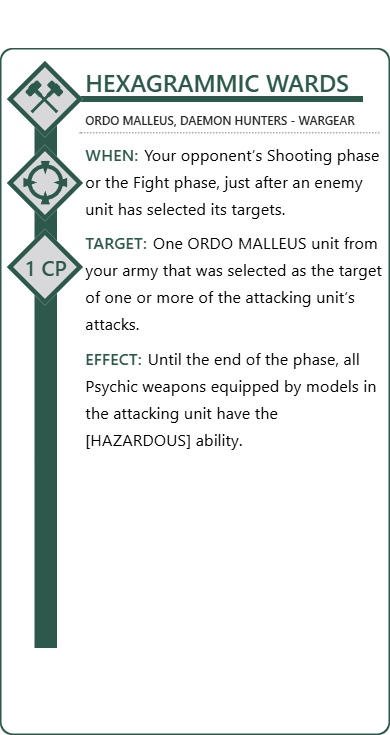 HEXAGRAMMIC WARDS
ORDO MALLEUS, DAEMON HUNTERS - WARGEAR
WHEN: Your opponent's Shooting phase
or the Fight phase, just after an enemy
unit has selected its targets.
TARGET: One ORDO MALLEUS unit from
your army that was selected as the target
of one or more of the attacking unit's
attacks.
1 CP
EFFECT: Until the end of the phase, all
Psychic weapons equipped by models in
the attacking unit have the
[HAZARDOUS] ability.